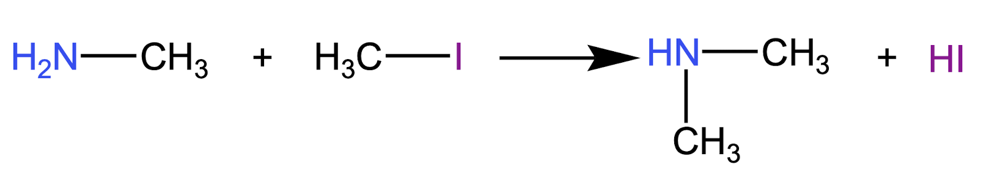 H₂N—CH₃ + H₃C—I ⟶ HN—CH₃ + HI
CH₃